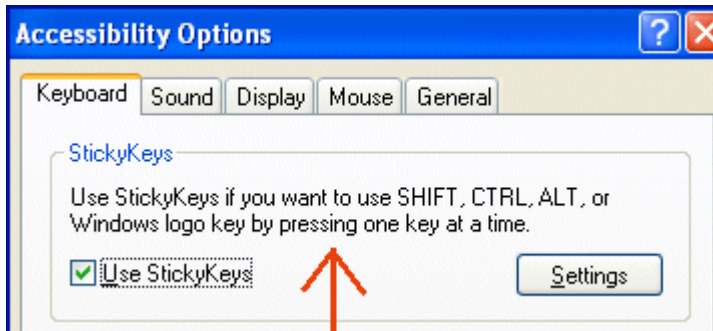 Accessibility Options ?
Keyboard Sound Display Mouse General
StickyKeys
Use StickyKeys if you want to use SHIFT, CTRL, ALT, or
Windows logo key by pressing one key at a time.
Use StickyKeys Settings